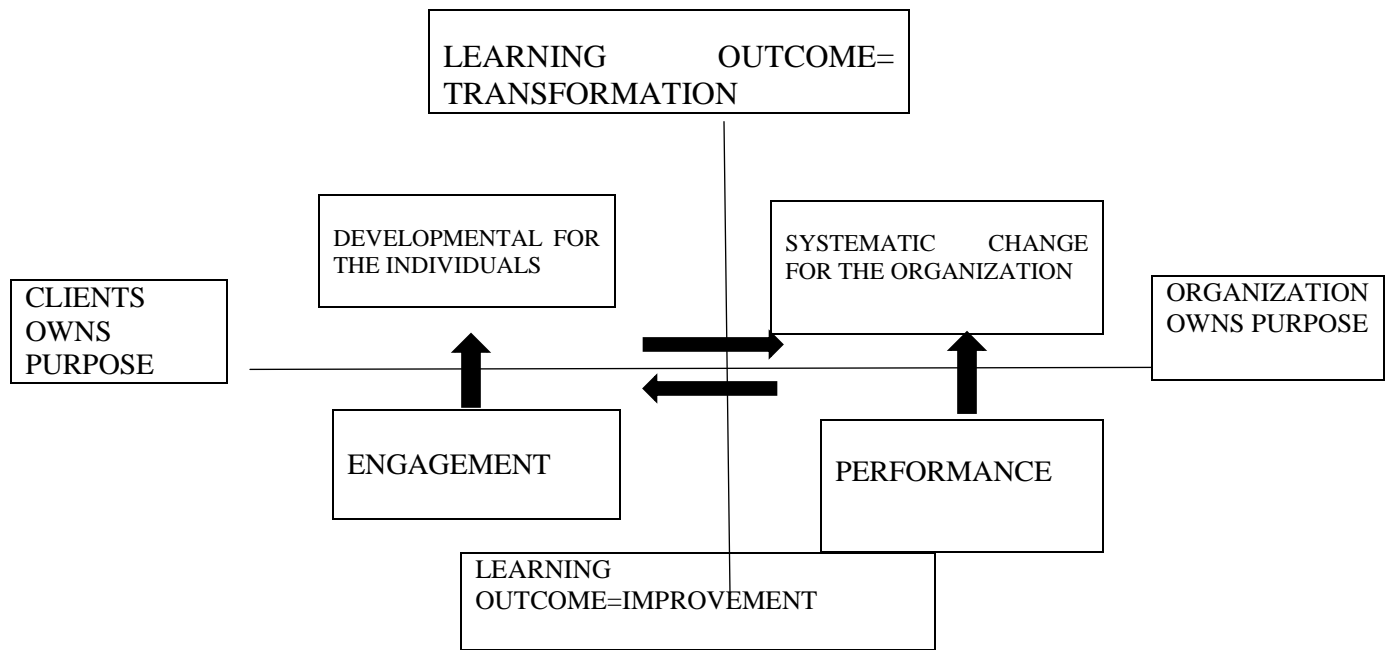 LEARNING OUTCOME=
TRANSFORMATION
DEVELOPMENTAL FOR
THE INDIVIDUALS
SYSTEMATIC CHANGE
FOR THE ORGANIZATION
CLIENTS
OWNS
PURPOSE
ORGANIZATION
OWNS PURPOSE
ENGAGEMENT
PERFORMANCE
LEARNING
OUTCOME=IMPROVEMENT